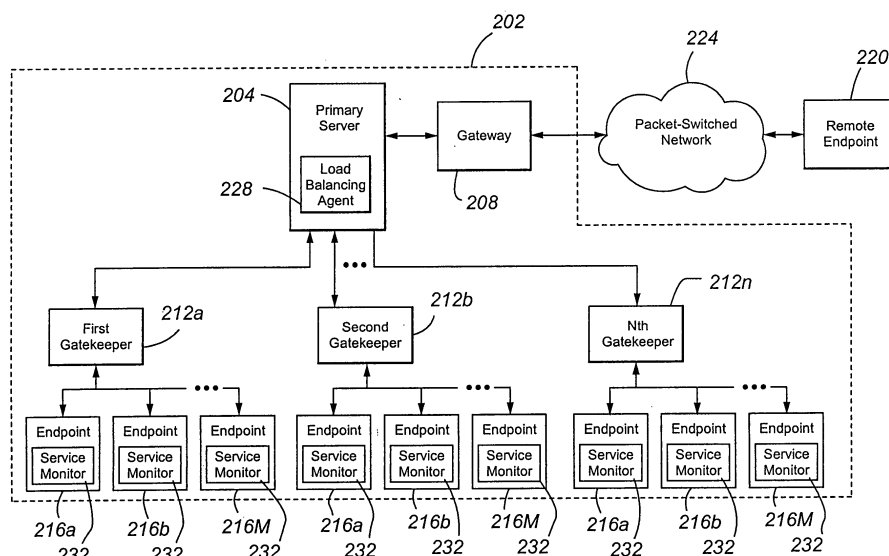 202
224
220
204
Primary
Server
Gateway
Packet-Switched
Network
Remote
Endpoint
Load
Balancing
Agent
228
208
212a
212b
212n
First
Gatekeeper
Second
Gatekeeper
Nth
Gatekeeper
Endpoint Endpoint Endpoint Endpoint Endpoint Endpoint Endpoint Endpoint Endpoint
Service Service Service Service Service Service Service Service Service
Monitor Monitor Monitor Monitor Monitor Monitor Monitor Monitor Monitor
216a 216b 216M 216a 216b 216M 216a 216b 216M
232 232 232 232 232 232 232 232 232